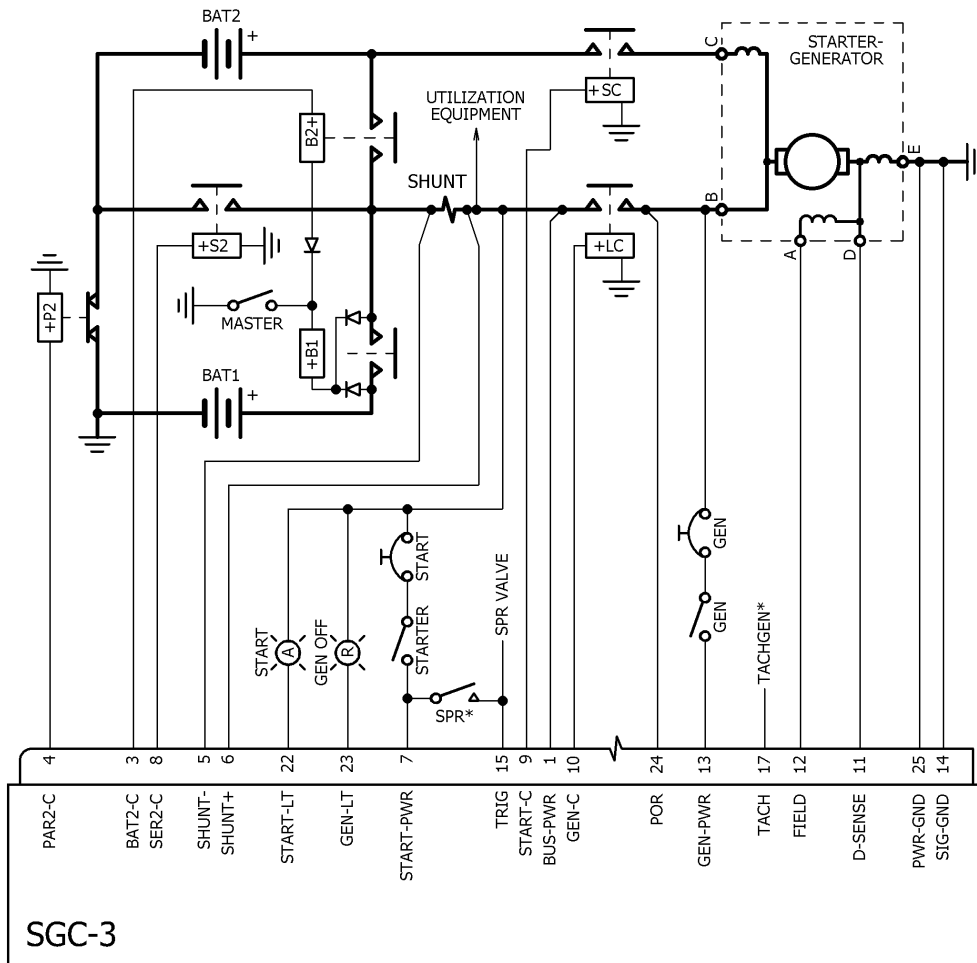 BAT2
+
C
STARTER-
GENERATOR
+SC
UTILIZATION
EQUIPMENT
B2+
SHUNT
E
B
+S2
+LC
A
D
+P2
MASTER
+B1
BAT1
+
START
GEN
START
GEN OFF
A
R
STARTER
SPR VALVE
GEN
TACHGEN*
SPR*
4
3
8
5
6
22
23
7
15
9
1
10
24
13
17
12
11
25
14
PAR2-C
BAT2-C
SER2-C
SHUNT-
SHUNT+
START-LT
GEN-LT
START-PWR
TRIG
START-C
BUS-PWR
GEN-C
POR
GEN-PWR
TACH
FIELD
D-SENSE
PWR-GND
SIG-GND
SGC-3